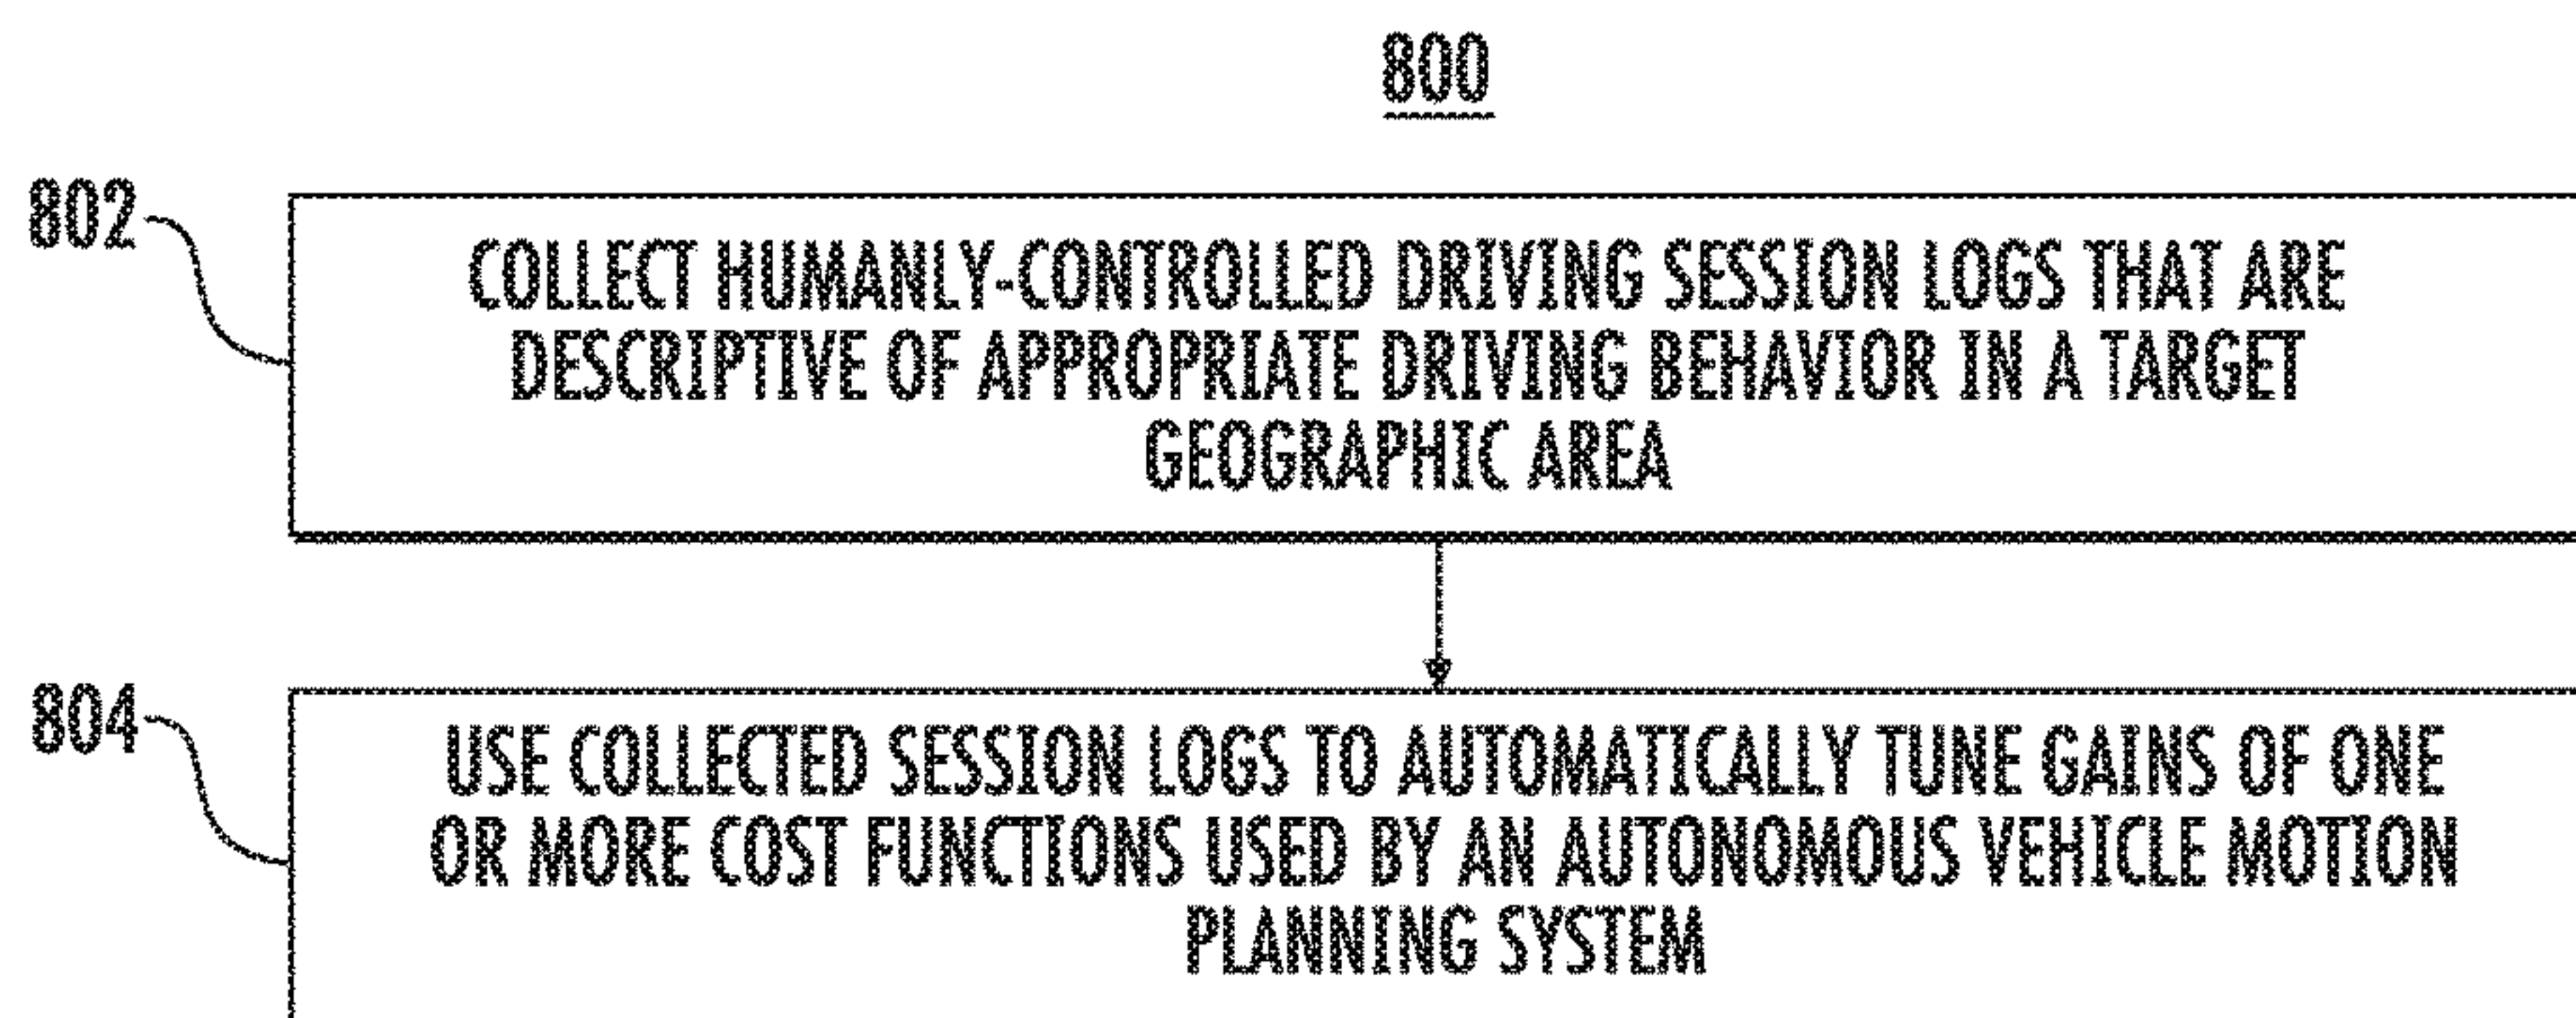 800
802
COLLECT HUMANLY-CONTROLLED DRIVING SESSION LOGS THAT ARE
DESCRIPTIVE OF APPROPRIATE DRIVING BEHAVIOR IN A TARGET
GEOGRAPHIC AREA
804
USE COLLECTED SESSION LOGS TO AUTOMATICALLY TUNE GAINS OF ONE
OR MORE COST FUNCTIONS USED BY AN AUTONOMOUS VEHICLE MOTION
PLANNING SYSTEM